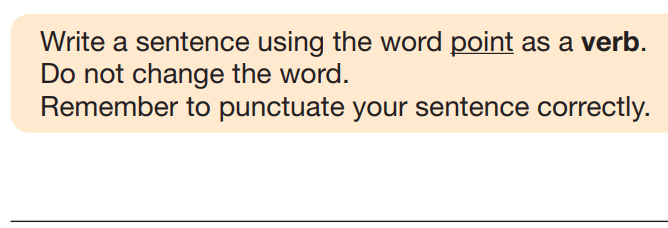 Write a sentence using the word point as a verb.
Do not change the word.
Remember to punctuate your sentence correctly.